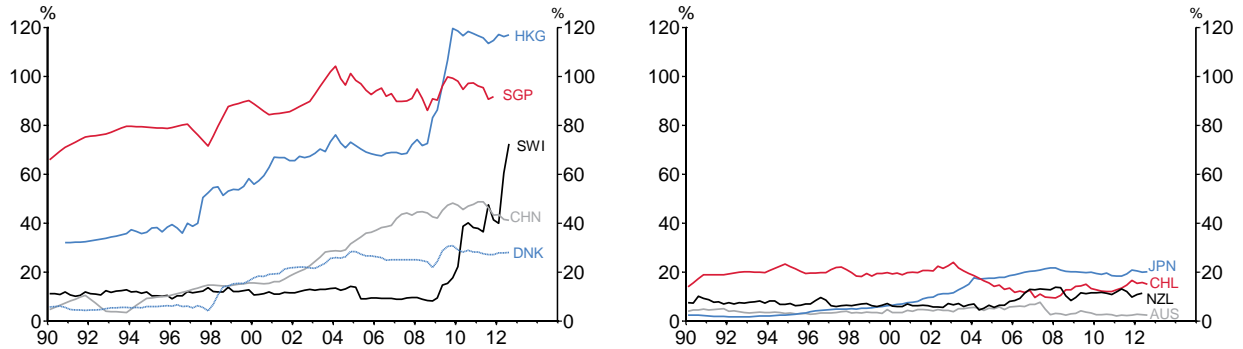 % % % %
120 120 120 120
HKG
100 100 100 100
SGP
80 80 80 80
SWI
60 60 60 60
CHN
40 40 40 40
DNK
20 20 JPN 20 20
CHL
NZL
AUS
0 0 0 0
90 92 94 96 98 00 02 04 06 08 10 12 90 92 94 96 98 00 02 04 06 08 10 12